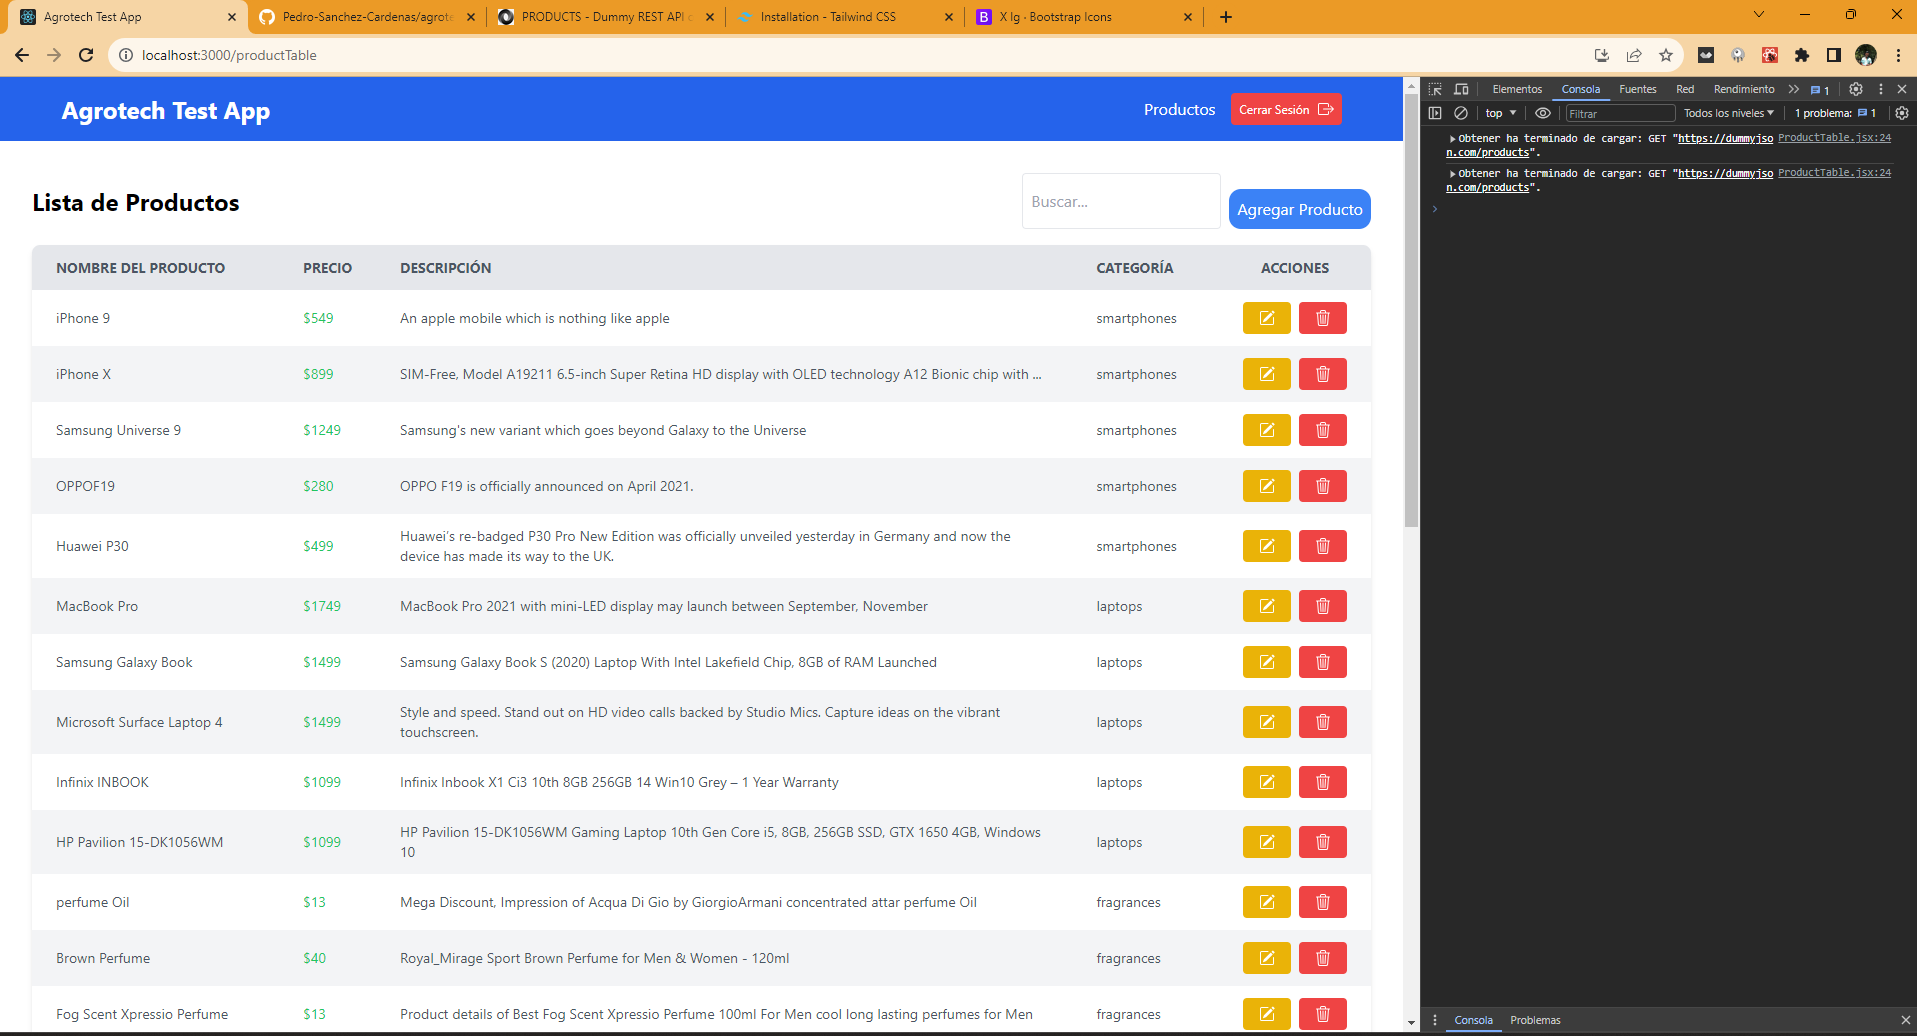 Agrotech Test App
Pedro-Sanchez-Cardenas/agrote
PRODUCTS - Dummy REST API
Installation - Tailwind CSS
X lg · Bootstrap Icons
localhost:3000/productTable
Agrotech Test App
Productos
Cerrar Sesión
Lista de Productos
Buscar...
Agregar Producto
NOMBRE DEL PRODUCTO PRECIO DESCRIPCIÓN CATEGORÍA ACCIONES
iPhone 9 $549 An apple mobile which is nothing like apple smartphones
iPhone X $899 SIM-Free, Model A19211 6.5-inch Super Retina HD display with OLED technology A12 Bionic chip with ... smartphones
Samsung Universe 9 $1249 Samsung's new variant which goes beyond Galaxy to the Universe smartphones
OPPOF19 $280 OPPO F19 is officially announced on April 2021. smartphones
Huawei P30 $499 Huawei's re-badged P30 Pro New Edition was officially unveiled yesterday in Germany and now the
device has made its way to the UK. smartphones
MacBook Pro $1749 MacBook Pro 2021 with mini-LED display may launch between September, November laptops
Samsung Galaxy Book $1499 Samsung Galaxy Book S (2020) Laptop With Intel Lakefield Chip, 8GB of RAM Launched laptops
Microsoft Surface Laptop 4 $1499 Style and speed. Stand out on HD video calls backed by Studio Mics. Capture ideas on the vibrant
touchscreen. laptops
Infinix INBOOK $1099 Infinix Inbook X1 Ci3 10th 8GB 256GB 14 Win10 Grey – 1 Year Warranty laptops
HP Pavilion 15-DK1056WM $1099 HP Pavilion 15-DK1056WM Gaming Laptop 10th Gen Core i5, 8GB, 256GB SSD, GTX 1650 4GB, Windows
10 laptops
perfume Oil $13 Mega Discount, Impression of Acqua Di Gio by GiorgioArmani concentrated attar perfume Oil fragrances
Brown Perfume $40 Royal_Mirage Sport Brown Perfume for Men & Women - 120ml fragrances
Fog Scent Xpressio Perfume $13 Product details of Best Fog Scent Xpressio Perfume 100ml For Men cool long lasting perfumes for Men fragrances
Elementos Consola Fuentes Red Rendimiento 1
top Filtrar Todos los niveles 1 problema: 1
Obtener ha terminado de cargar: GET "https://dummyjso ProductTable.jsx:24
n.com/products".
Obtener ha terminado de cargar: GET "https://dummyjso ProductTable.jsx:24
n.com/products".
Consola Problemas